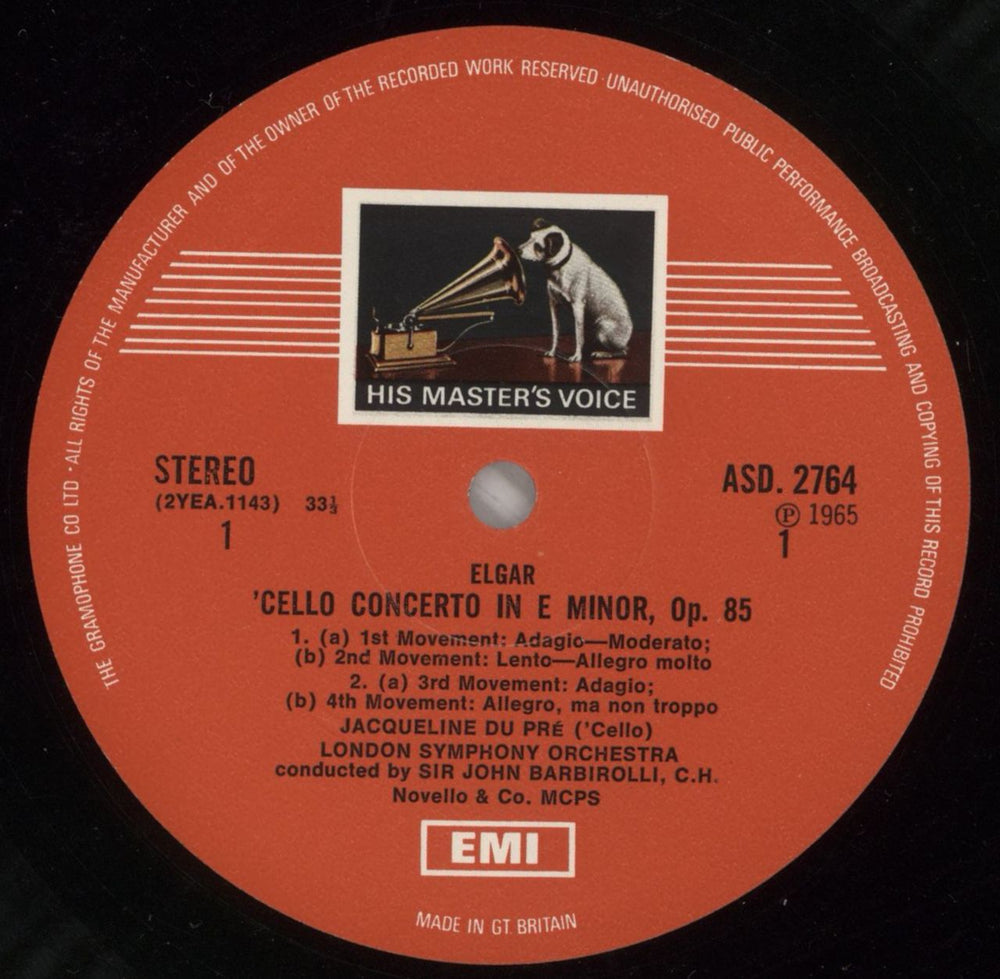 THE GRAMOPHONE CO LTD · ALL RIGHTS OF THE MANUFACTURER AND OF THE OWNER OF THE RECORDED WORK RESERVED · UNAUTHORISED PUBLIC PERFORMANCE BROADCASTING AND COPYING OF THIS RECORD PROHIBITED
HIS MASTER'S VOICE
STEREO
(2YEA.1143) 33⅓
1
ASD. 2764
Ⓟ 1965
1
ELGAR
'CELLO CONCERTO IN E MINOR, Op. 85
1. (a) 1st Movement: Adagio—Moderato;
(b) 2nd Movement: Lento—Allegro molto
2. (a) 3rd Movement: Adagio;
(b) 4th Movement: Allegro, ma non troppo
JACQUELINE DU PRÉ ('Cello)
LONDON SYMPHONY ORCHESTRA
conducted by SIR JOHN BARBIROLLI, C.H.
Novello & Co. MCPS
EMI
MADE IN GT. BRITAIN